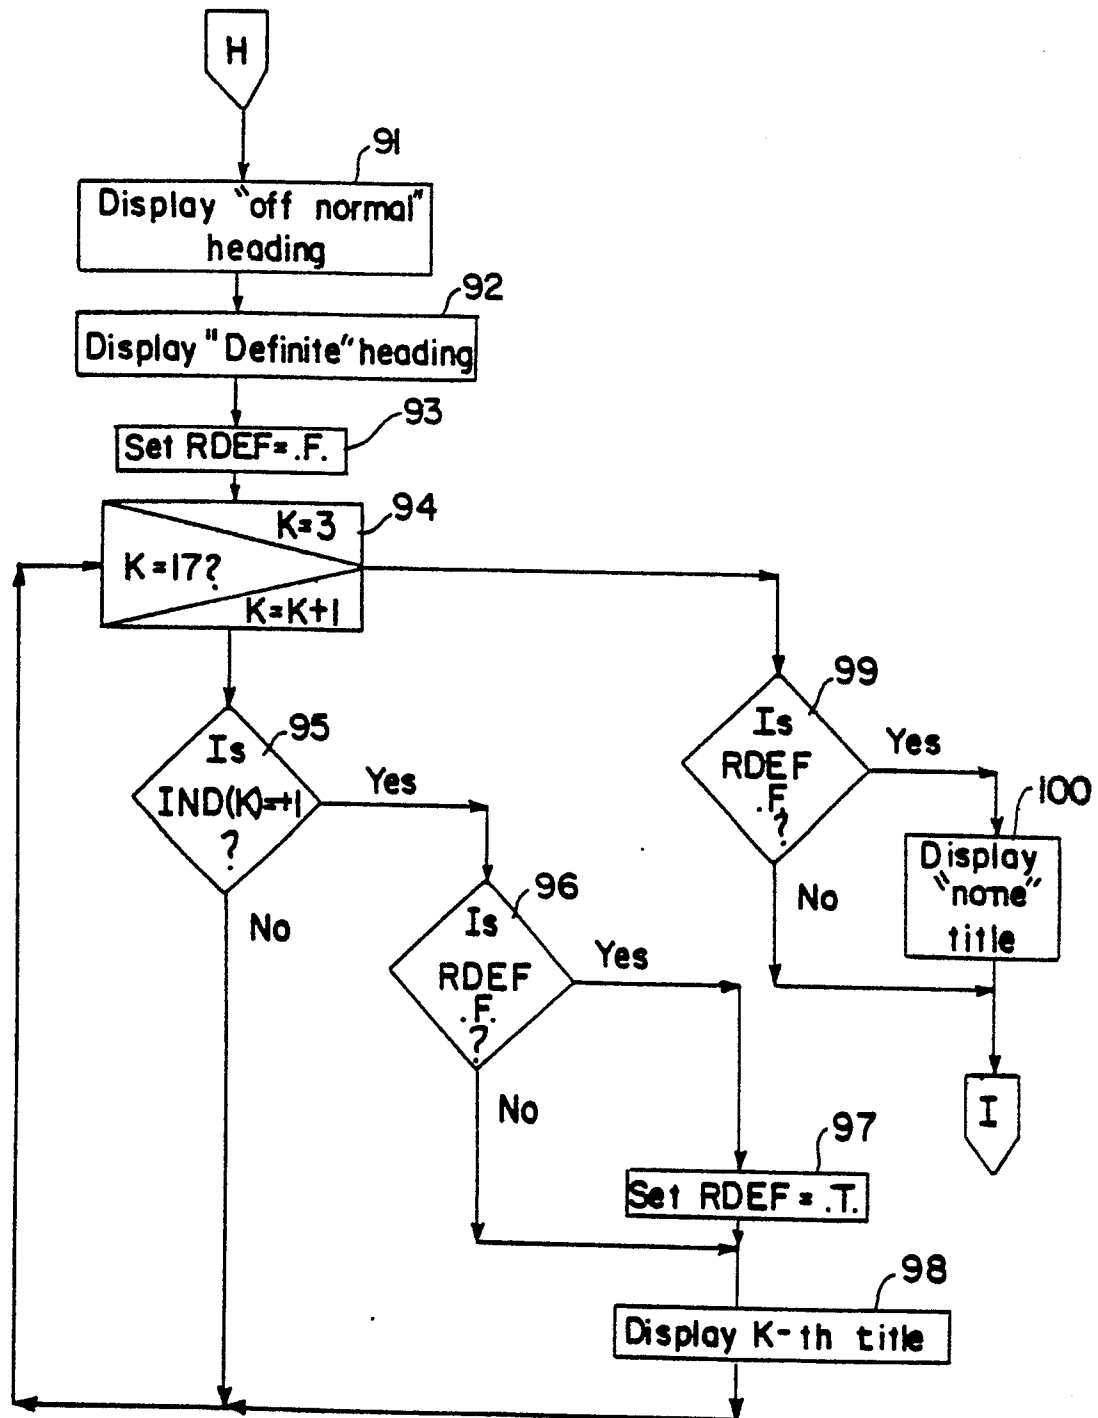 H
91
Display "off normal"
heading
92
Display "Definite" heading
93
Set RDEF = .F.
94
K=3
K=17?
K=K+1
95
Is
IND(K)=+1
?
Yes
No
96
Is
RDEF
.F.
?
Yes
No
97
Set RDEF = .T.
98
Display K-th title
99
Is
RDEF
.F.
?
Yes
No
100
Display
"none"
title
I